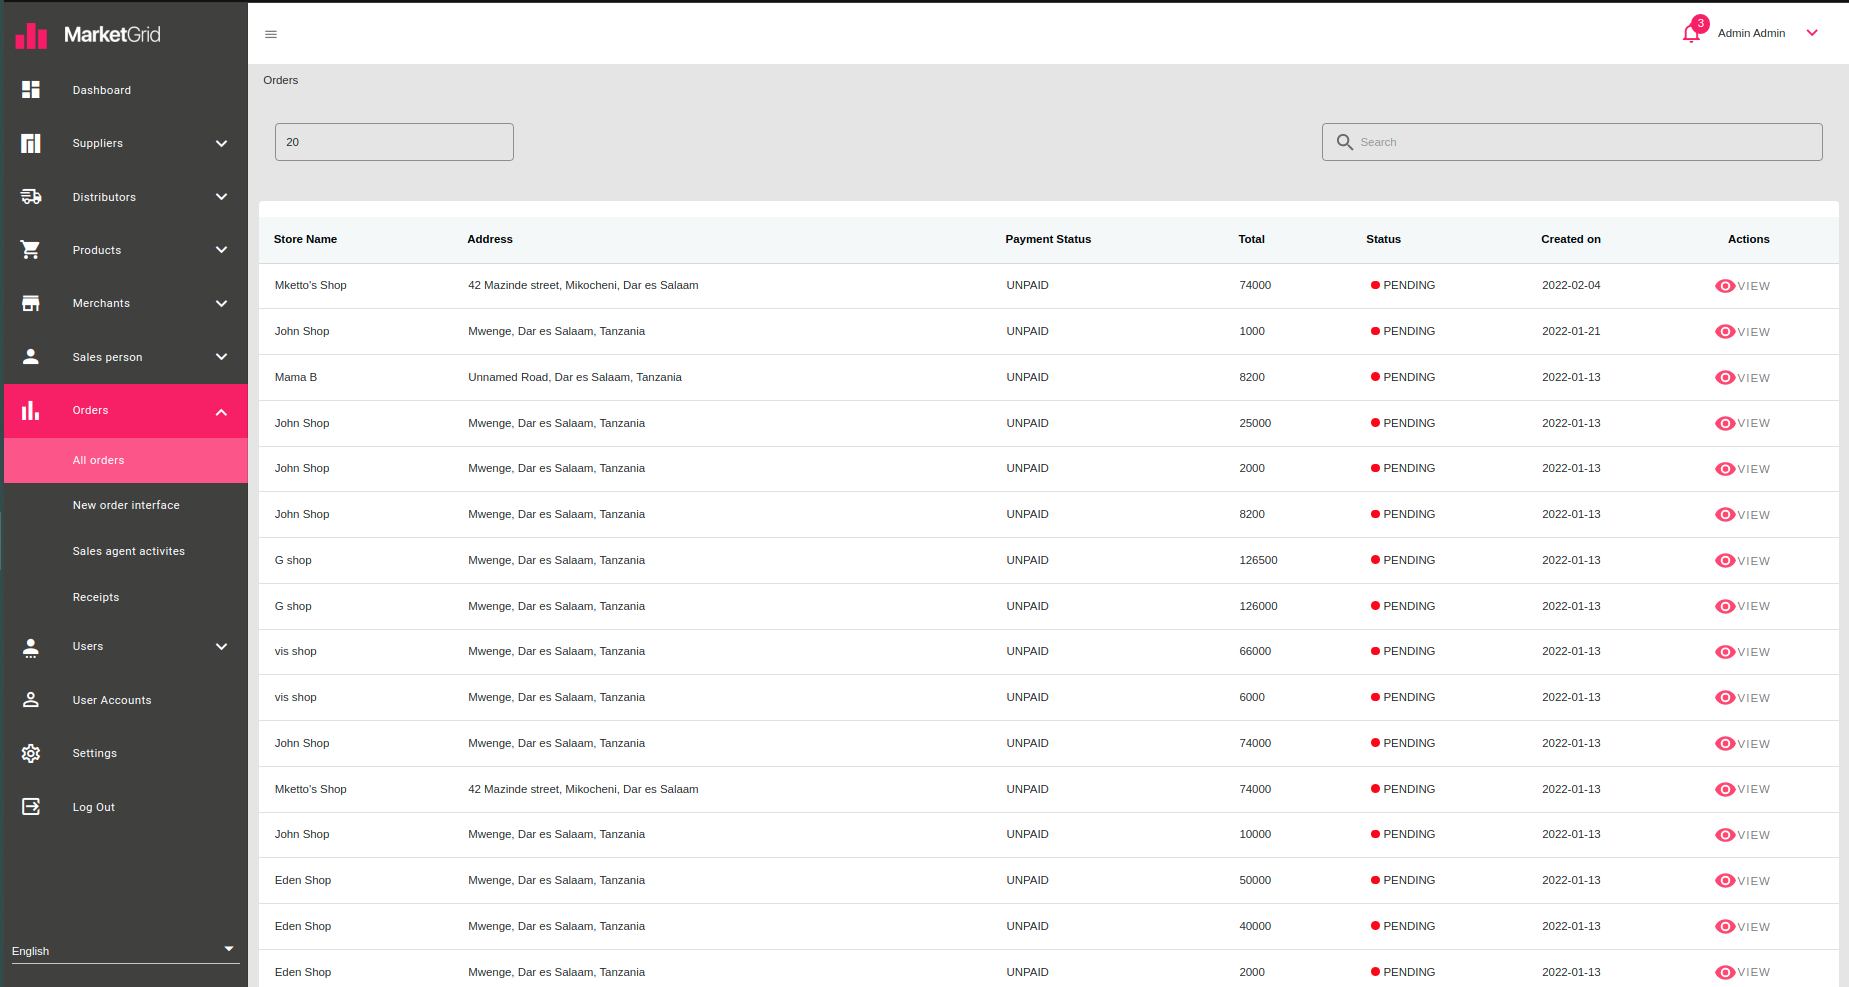 MarketGrid
3
Admin Admin
Dashboard
Suppliers
Distributors
Products
Merchants
Sales person
Orders
All orders
New order interface
Sales agent activites
Receipts
Users
User Accounts
Settings
Log Out
English
Orders
20
Search
Store Name Address Payment Status Total Status Created on Actions
Mketto's Shop 42 Mazinde street, Mikocheni, Dar es Salaam UNPAID 74000 PENDING 2022-02-04 VIEW
John Shop Mwenge, Dar es Salaam, Tanzania UNPAID 1000 PENDING 2022-01-21 VIEW
Mama B Unnamed Road, Dar es Salaam, Tanzania UNPAID 8200 PENDING 2022-01-13 VIEW
John Shop Mwenge, Dar es Salaam, Tanzania UNPAID 25000 PENDING 2022-01-13 VIEW
John Shop Mwenge, Dar es Salaam, Tanzania UNPAID 2000 PENDING 2022-01-13 VIEW
John Shop Mwenge, Dar es Salaam, Tanzania UNPAID 8200 PENDING 2022-01-13 VIEW
G shop Mwenge, Dar es Salaam, Tanzania UNPAID 126500 PENDING 2022-01-13 VIEW
G shop Mwenge, Dar es Salaam, Tanzania UNPAID 126000 PENDING 2022-01-13 VIEW
vis shop Mwenge, Dar es Salaam, Tanzania UNPAID 66000 PENDING 2022-01-13 VIEW
vis shop Mwenge, Dar es Salaam, Tanzania UNPAID 6000 PENDING 2022-01-13 VIEW
John Shop Mwenge, Dar es Salaam, Tanzania UNPAID 74000 PENDING 2022-01-13 VIEW
Mketto's Shop 42 Mazinde street, Mikocheni, Dar es Salaam UNPAID 74000 PENDING 2022-01-13 VIEW
John Shop Mwenge, Dar es Salaam, Tanzania UNPAID 10000 PENDING 2022-01-13 VIEW
Eden Shop Mwenge, Dar es Salaam, Tanzania UNPAID 50000 PENDING 2022-01-13 VIEW
Eden Shop Mwenge, Dar es Salaam, Tanzania UNPAID 40000 PENDING 2022-01-13 VIEW
Eden Shop Mwenge, Dar es Salaam, Tanzania UNPAID 2000 PENDING 2022-01-13 VIEW